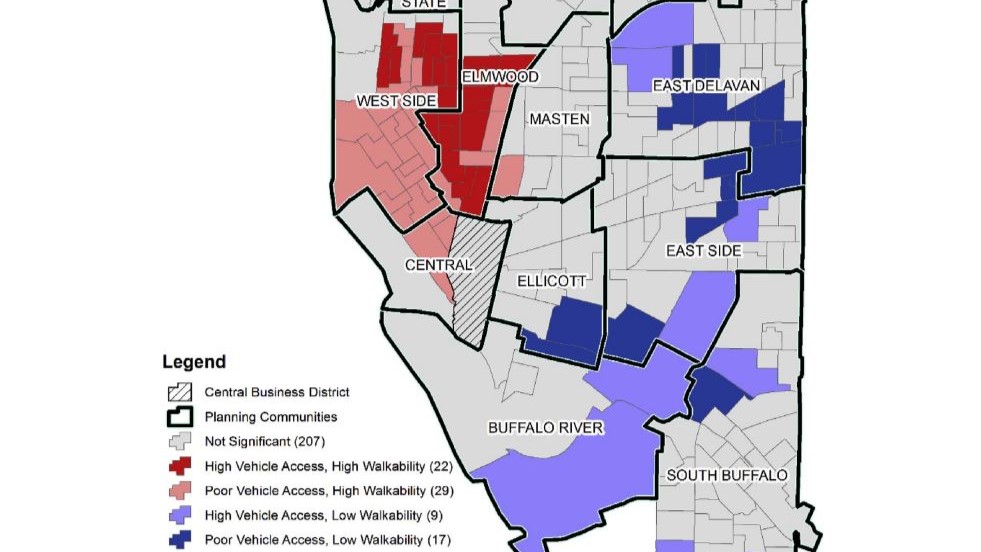 STATE
ELMWOOD
WEST SIDE
EAST DELAVAN
MASTEN
EAST SIDE
CENTRAL
ELLICOTT
BUFFALO RIVER
SOUTH BUFFALO
Legend
Central Business District
Planning Communities
Not Significant (207)
High Vehicle Access, High Walkability (22)
Poor Vehicle Access, High Walkability (29)
High Vehicle Access, Low Walkability (9)
Poor Vehicle Access, Low Walkability (17)